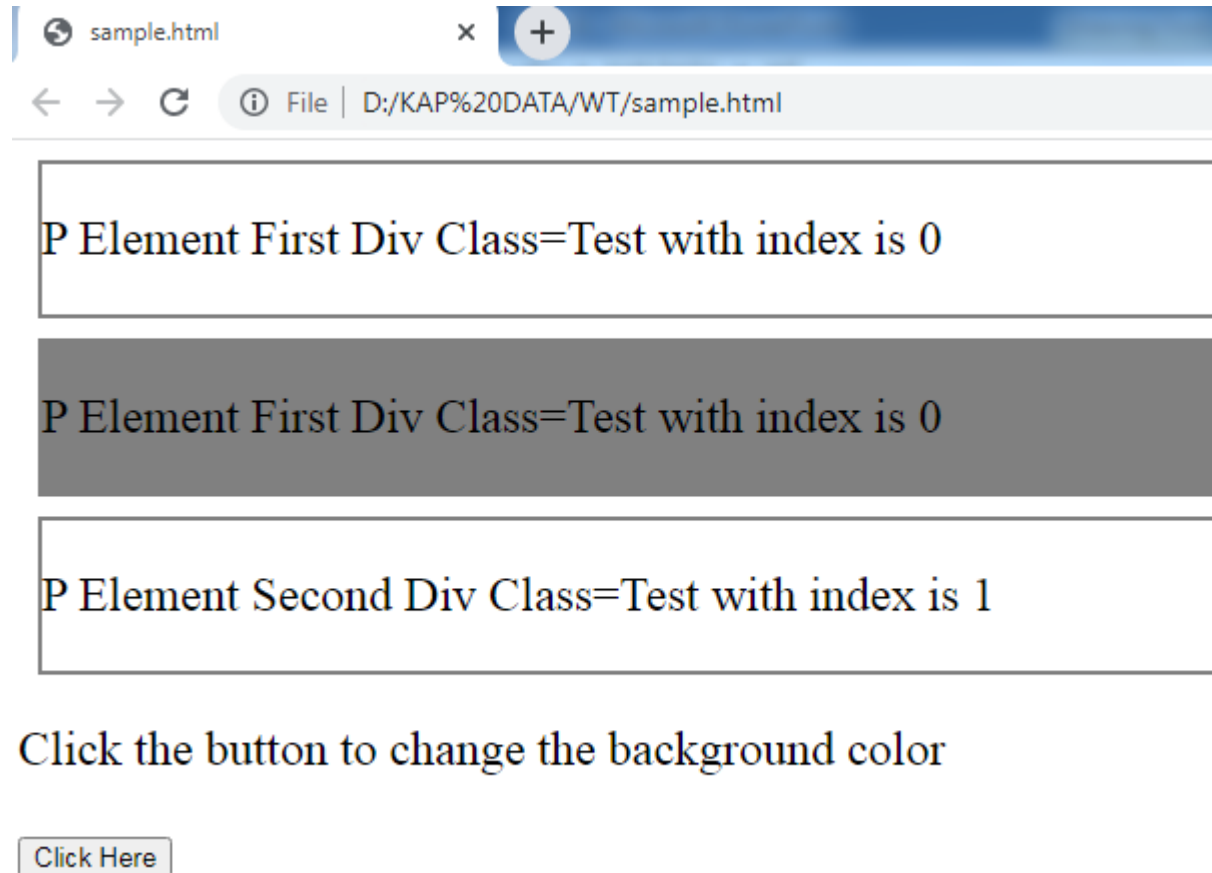 sample.html
File D:/KAP%20DATA/WT/sample.html
P Element First Div Class=Test with index is 0
P Element First Div Class=Test with index is 0
P Element Second Div Class=Test with index is 1
Click the button to change the background color
Click Here